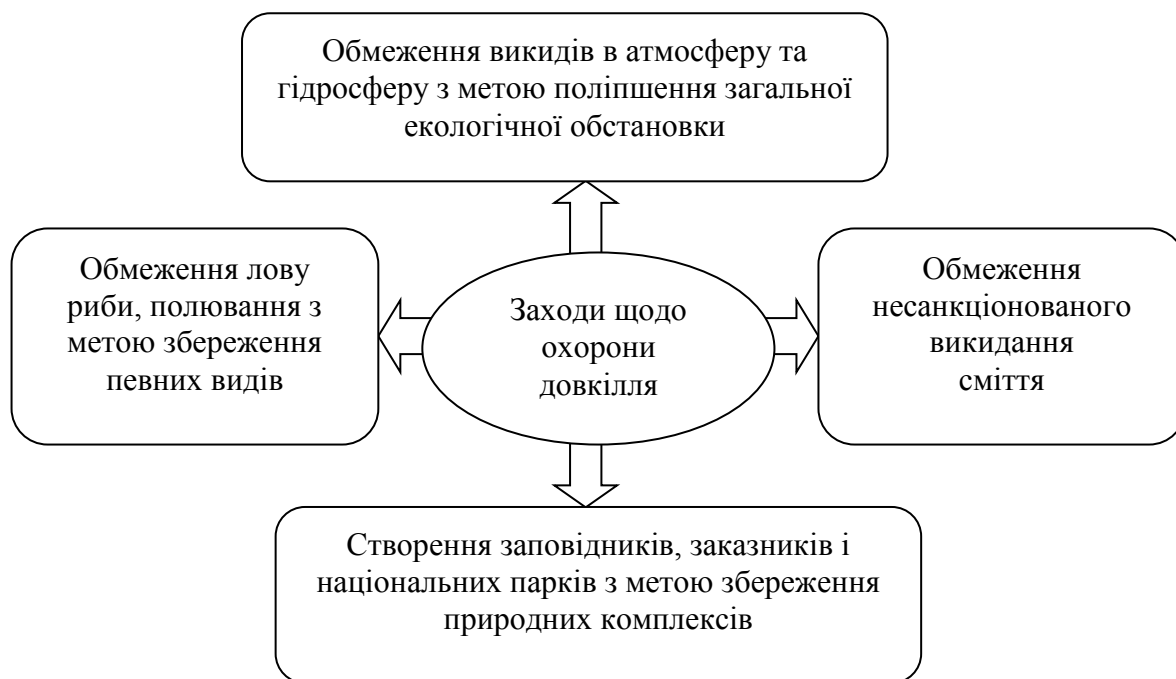 Обмеження викидів в атмосферу та
гідросферу з метою поліпшення загальної
екологічної обстановки
Обмеження лову
риби, полювання з
метою збереження
певних видів
Заходи щодо
охорони
довкілля
Обмеження
несанкціонованого
викидання
сміття
Створення заповідників, заказників і
національних парків з метою збереження
природних комплексів